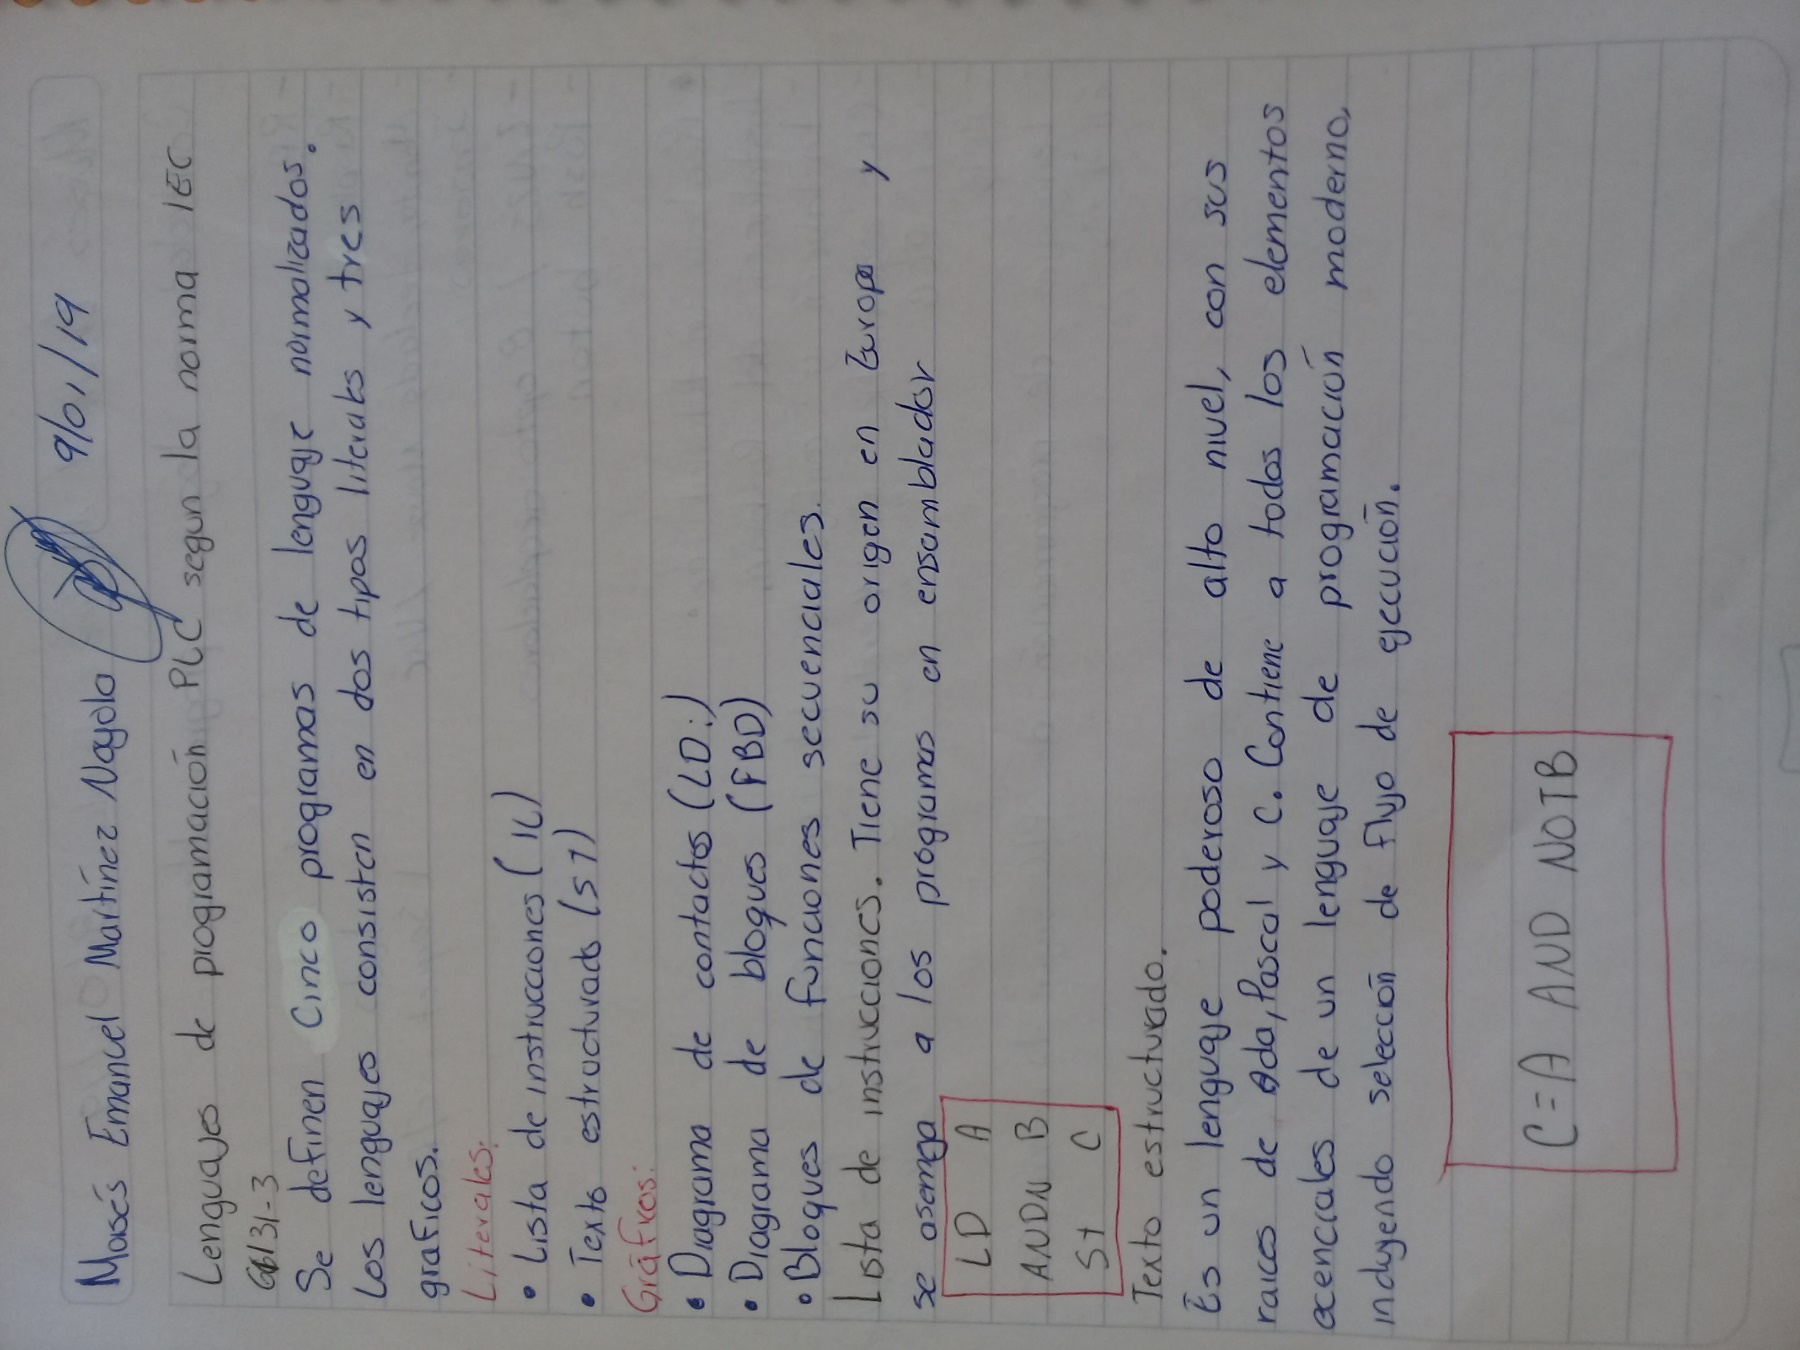 Moisés Emanuel Martínez Nayola 9/01/19
Lenguajes de programación PLC segun la norma IEC
6131-3
Se definen Cinco programas de lenguaje normalizados.
Los lenguajes consisten en dos tipos literales y tres
graficos.
Literales:
• Lista de instrucciones (IL)
• Texto estructurado (ST)
Gráficos:
• Diagrama de contactos (LD:)
• Diagrama de bloques (FBD)
• Bloques de funciones secuenciales.
Lista de instrucciones. Tiene su origen en Europa y
se asemeja a los programas en ensamblador
LD A
ANDN B
St C
Texto estructurado.
Es un lenguaje poderoso de alto nivel, con sus
raices de Ada, Pascal y C. Contiene a todos los elementos
ecenciales de un lenguaje de programación moderno,
incluyendo selección de flujo de ejecución.
C = A AND NOT B